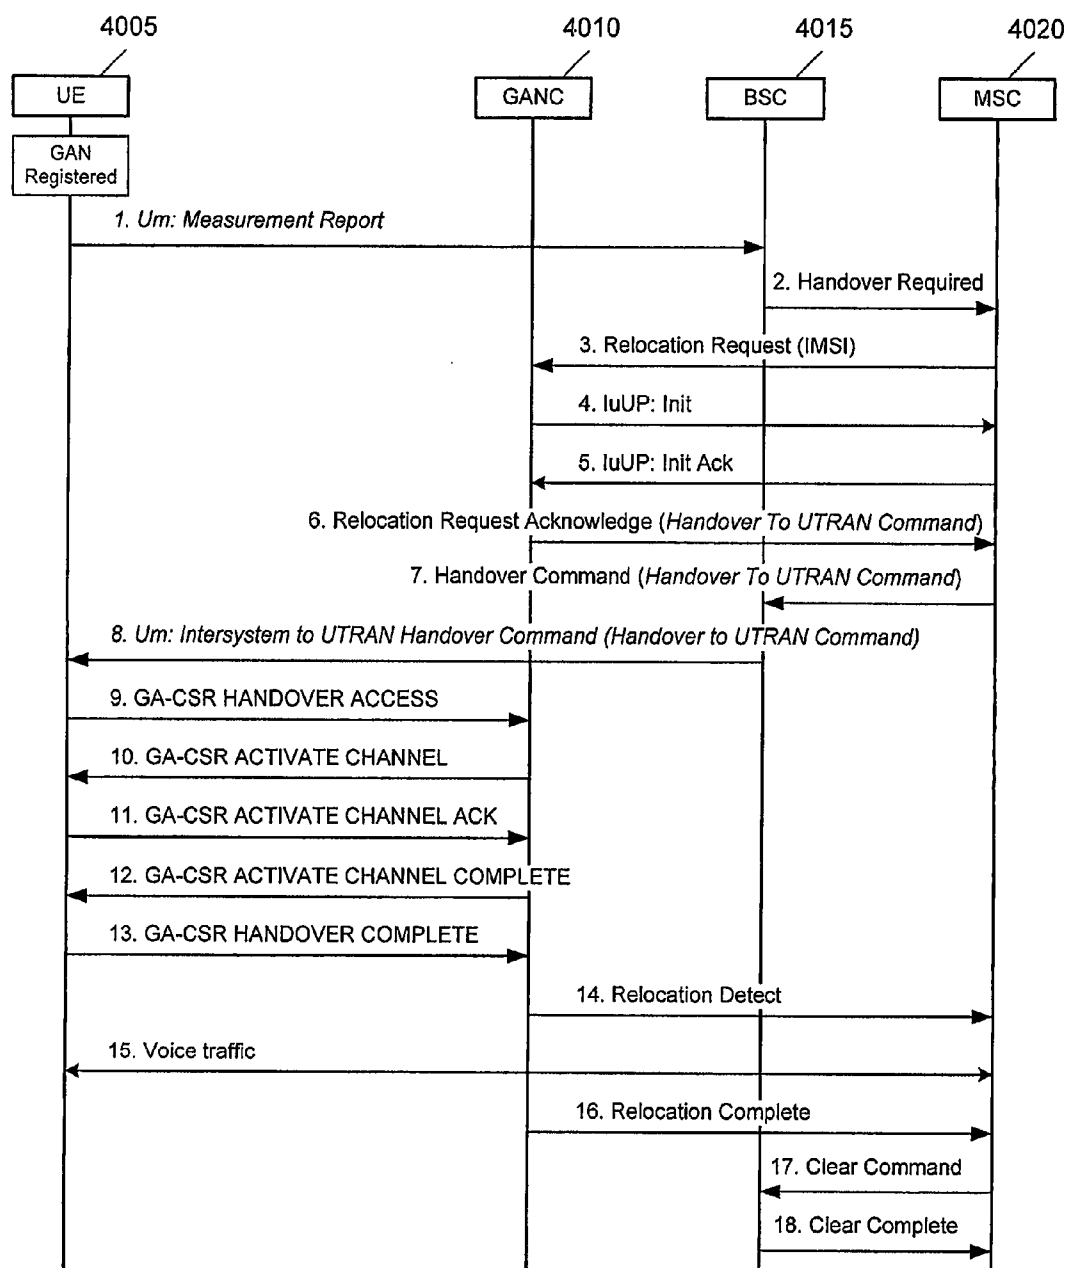 4005
4010
4015
4020
UE
GANC
BSC
MSC
GAN
Registered
1. Um: Measurement Report
2. Handover Required
3. Relocation Request (IMSI)
4. IuUP: Init
5. IuUP: Init Ack
6. Relocation Request Acknowledge (Handover To UTRAN Command)
7. Handover Command (Handover To UTRAN Command)
8. Um: Intersystem to UTRAN Handover Command (Handover to UTRAN Command)
9. GA-CSR HANDOVER ACCESS
10. GA-CSR ACTIVATE CHANNEL
11. GA-CSR ACTIVATE CHANNEL ACK
12. GA-CSR ACTIVATE CHANNEL COMPLETE
13. GA-CSR HANDOVER COMPLETE
14. Relocation Detect
15. Voice traffic
16. Relocation Complete
17. Clear Command
18. Clear Complete